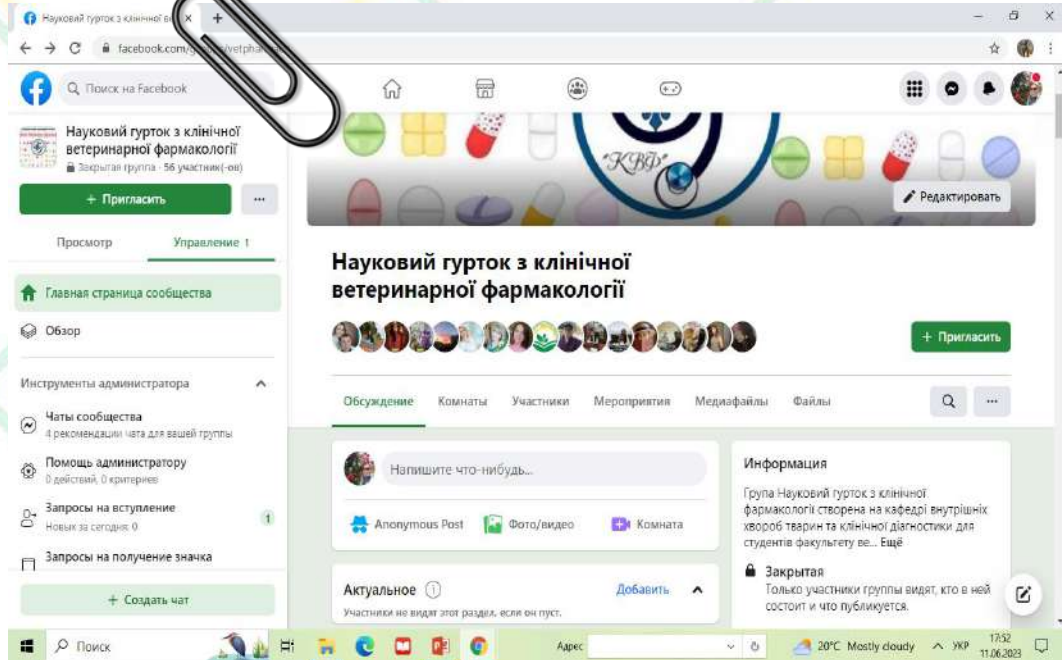 Науковий гурток з клінічної
facebook.com/
Поиск на Facebook
Науковий гурток з клінічної
ветеринарної фармакології
Закрытая группа · 56 участник(-ов)
+ Пригласить
Просмотр
Управление 1
Главная страница сообщества
Обзор
Инструменты администратора
Чаты сообщества
4 рекомендации чата для вашей группы
Помощь администратору
0 действий, 0 критериев
Запросы на вступление
Новых за сегодня: 0
1
Запросы на получение значка
+ Создать чат
"КВФ"
Редактировать
Науковий гурток з клінічної
ветеринарної фармакології
+ Пригласить
Обсуждение Комнаты Участники Мероприятия Медиафайлы Файлы
Напишите что-нибудь...
Anonymous Post Фото/видео Комната
Актуальное
Добавить
Участники не видят этот раздел, если он пуст.
Информация
Група Науковий гурток з клінічної
фармакології створена на кафедрі внутрішніх
хвороб тварин та клінічної діагностики для
студентів факультету ве... Ещё
Закрытая
Только участники группы видят, кто в ней
состоит и что публикуется.
Поиск
Адрес
20°C Mostly cloudy
УКР
17:52
11.06.2023